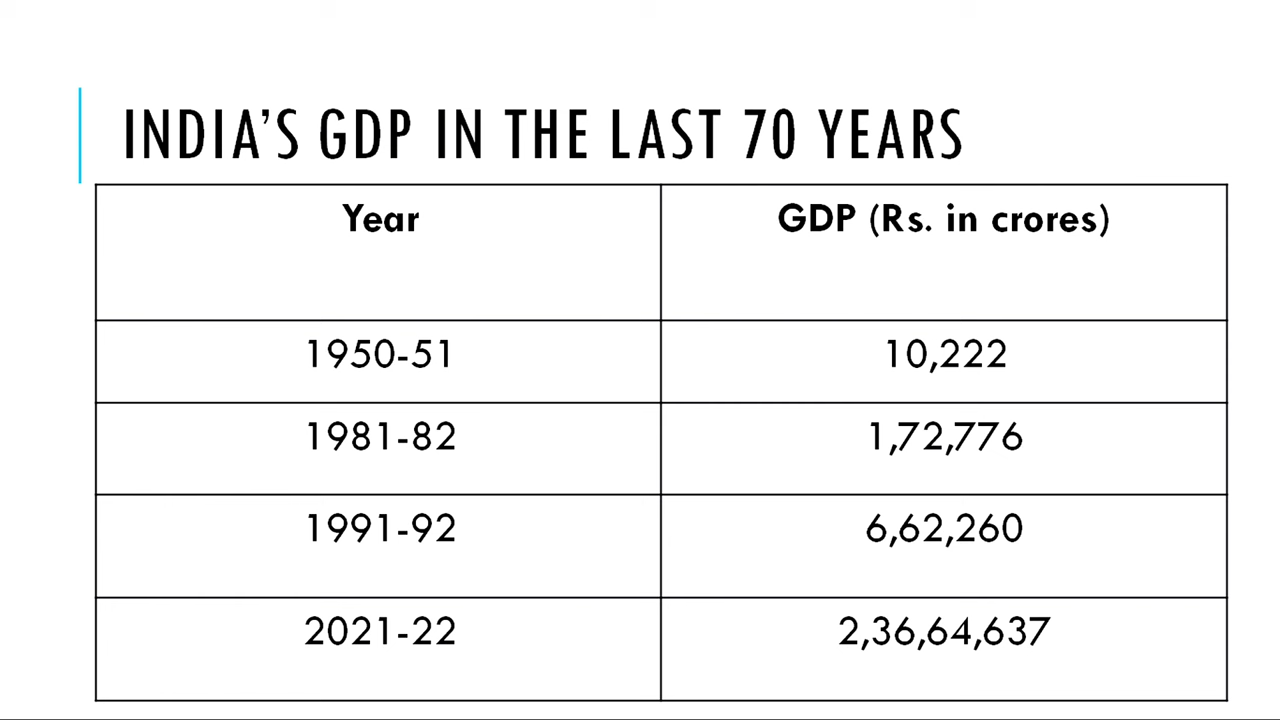 INDIA'S GDP IN THE LAST 70 YEARS
Year GDP (Rs. in crores)
1950-51 10,222
1981-82 1,72,776
1991-92 6,62,260
2021-22 2,36,64,637